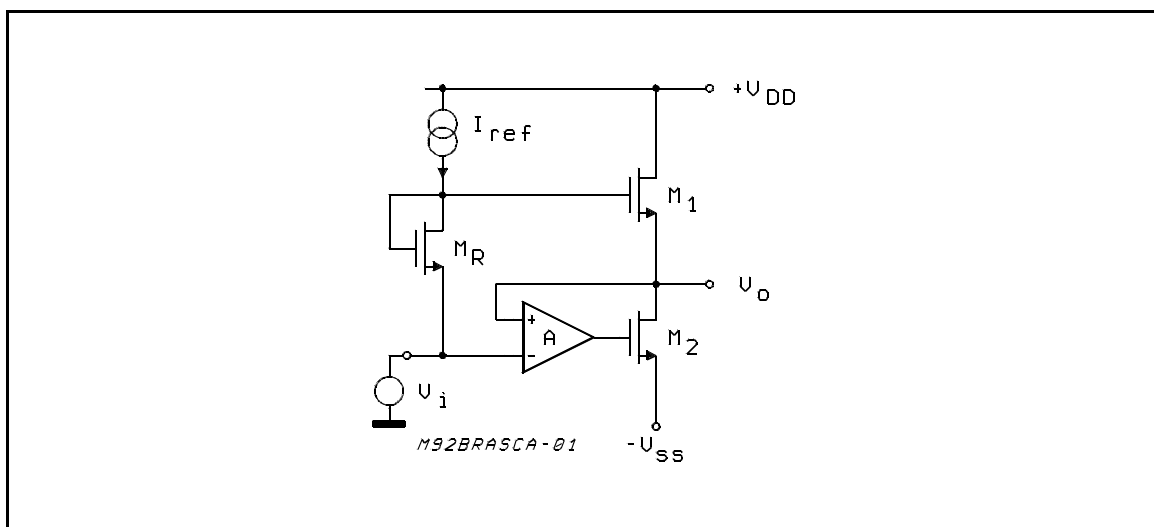 +VDD
Iref
M1
MR
Vo
+
A
M2
-
Vi
M92BRASCA-01
-Vss